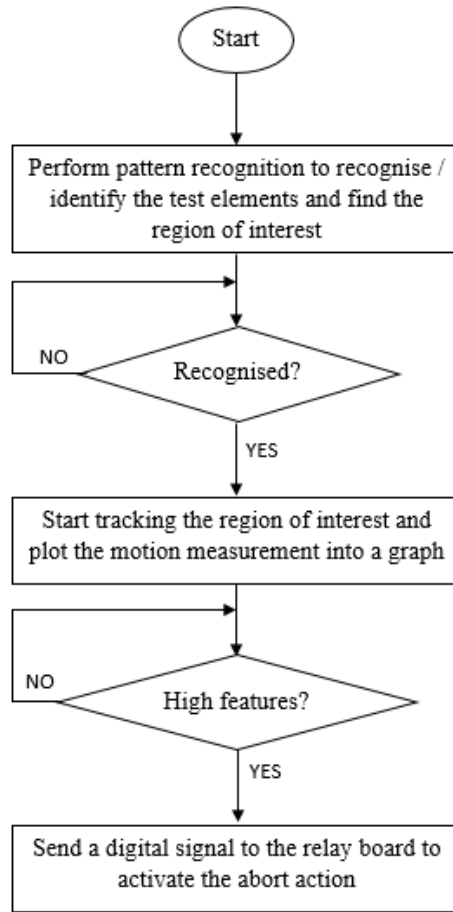 Start
Perform pattern recognition to recognise /
identify the test elements and find the
region of interest
NO
Recognised?
YES
Start tracking the region of interest and
plot the motion measurement into a graph
NO
High features?
YES
Send a digital signal to the relay board to
activate the abort action